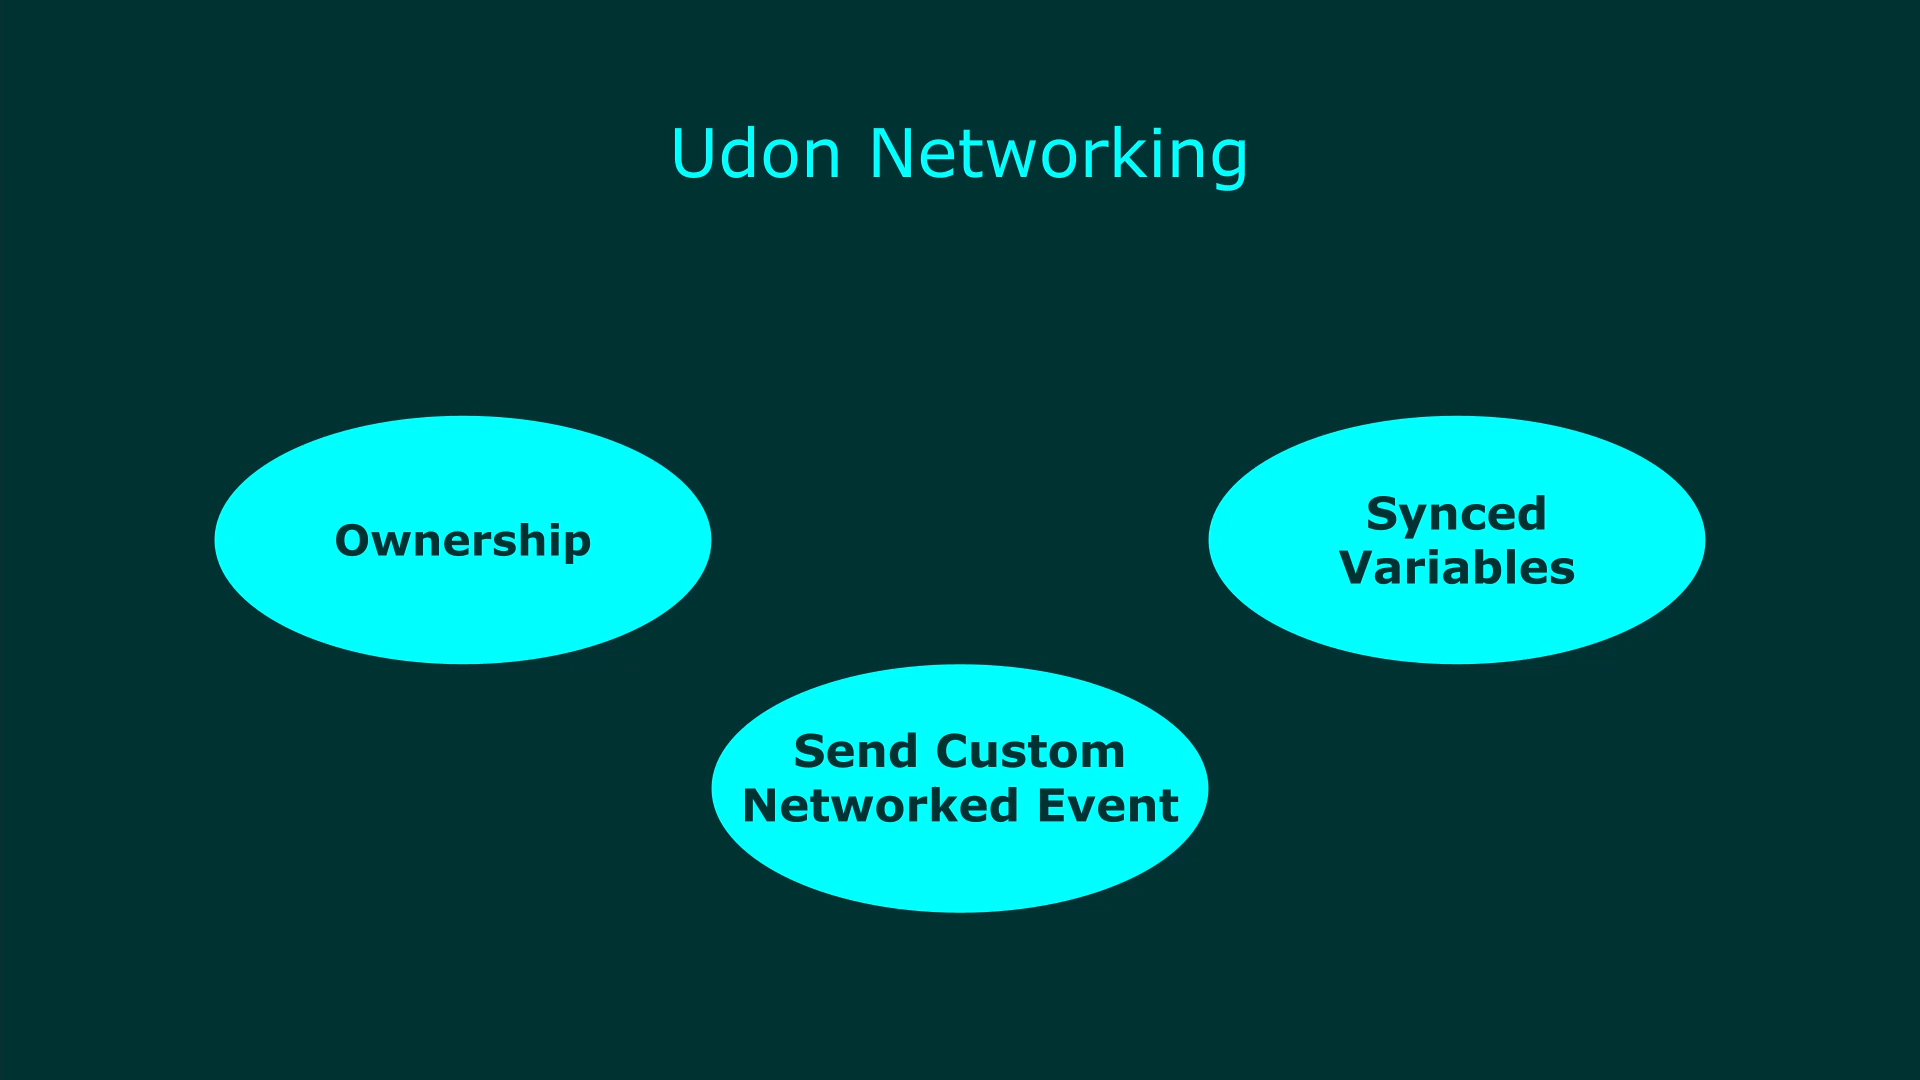 Udon Networking
Ownership
Synced
Variables
Send Custom
Networked Event